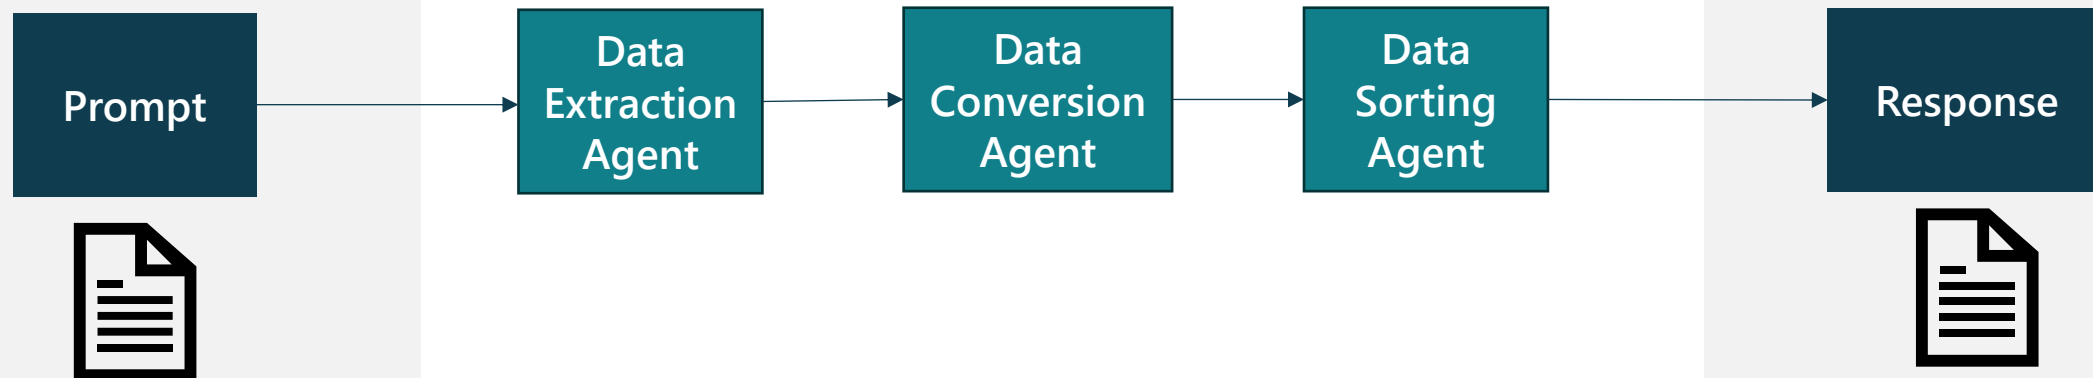 Prompt
Data
Extraction
Agent
Data
Conversion
Agent
Data
Sorting
Agent
Response